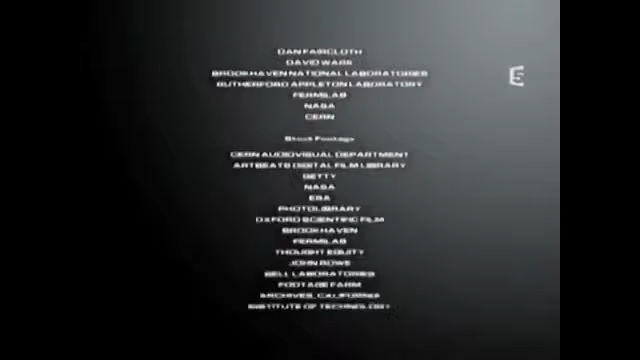 DAN FAIRCLOTH
DAVID WARK
BROOKHAVEN NATIONAL LABORATORIES
RUTHERFORD APPLETON LABORATORY
FERMILAB
NASA
CERN
Stock Footage
CERN AUDIOVISUAL DEPARTMENT
ARTBEATS DIGITAL FILM LIBRARY
GETTY
NASA
ESA
PHOTOLIBRARY
OXFORD SCIENTIFIC FILM
BROOKHAVEN
FERMILAB
THOUGHT EQUITY
JOHN ROWE
BELL LABORATORIES
FOOTAGE FARM
ARCHIVES, CALIFORNIA
INSTITUTE OF TECHNOLOGY
5